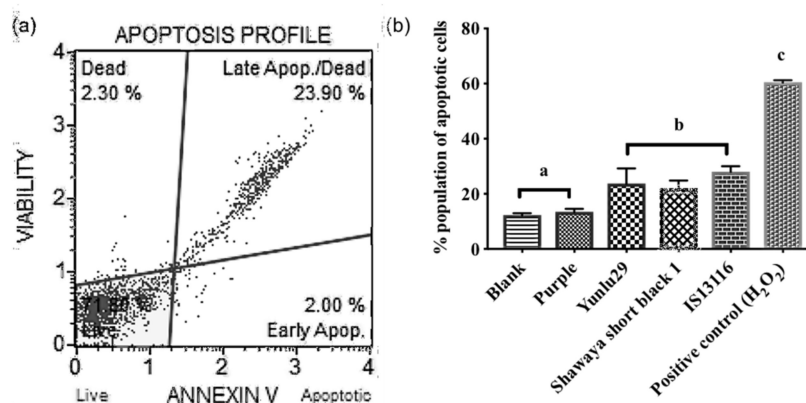 (a)
APOPTOSIS PROFILE
4
Dead
2.30 %
Late Apop./Dead
23.90 %
3
VIABILITY
2
1
Live
2.00 %
Early Apop.
0
0 1 2 3 4
Live ANNEXIN V Apoptotic
(b)
% population of apoptotic cells
80
60
40
20
0
a
b
c
Blank
Purple
Yunlu29
Shawaya short black 1
IS13116
Positive control (H₂O₂)